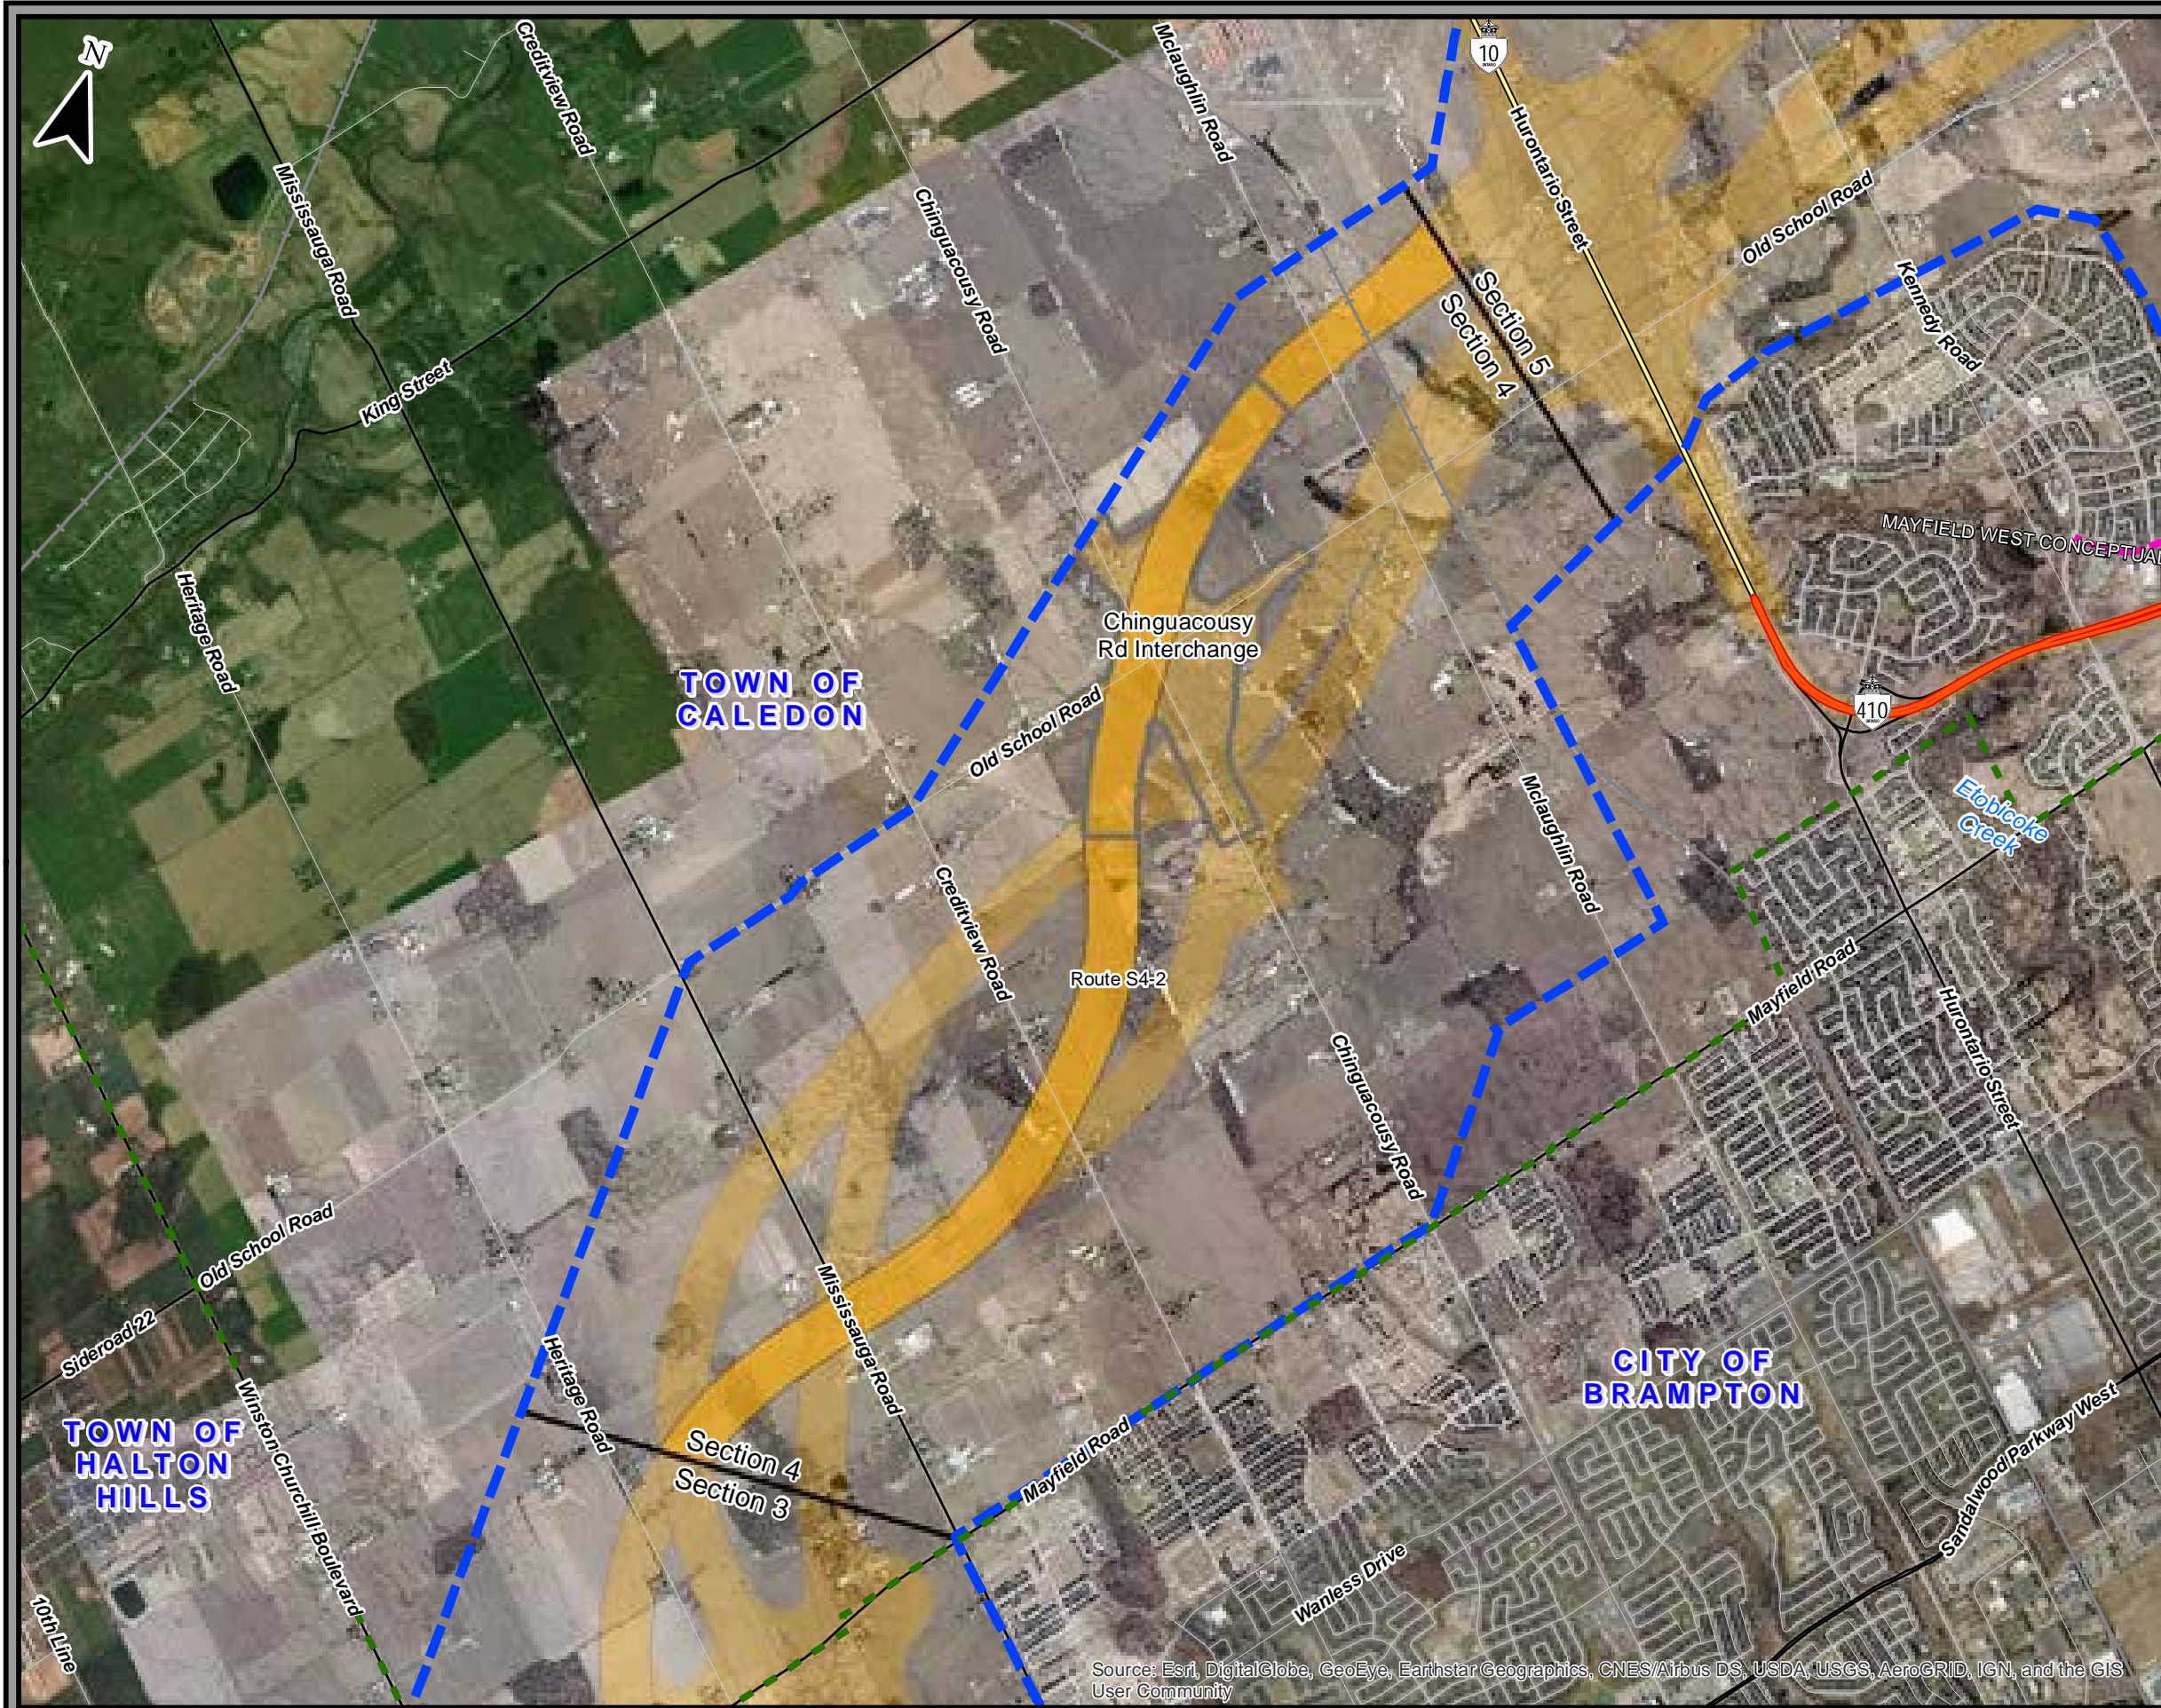 N
Creditview Road
Mclaughlin Road
10
ONTARIO
Hurontario Street
Mississauga Road
Chinguacousy Road
Old School Road
Kennedy Road
Section 5
Section 4
King Street
MAYFIELD WEST CONCEPTUAL
Heritage Road
Chinguacousy
Rd Interchange
TOWN OF
CALEDON
Old School Road
410
ONTARIO
Etobicoke
Creek
Mclaughlin Road
Creditview Road
Route S4-2
Mayfield Road
Hurontario Street
Chinguacousy Road
Old School Road
Sideroad 22
Mississauga Road
Heritage Road
CITY OF
BRAMPTON
TOWN OF
HALTON
HILLS
Winston Churchill Boulevard
Section 4
Section 3
Mayfield Road
Sandalwood Parkway West
Wanless Drive
10th Line
Source: Esri, DigitalGlobe, GeoEye, Earthstar Geographics, CNES/Airbus DS, USDA, USGS, AeroGRID, IGN, and the GIS
User Community